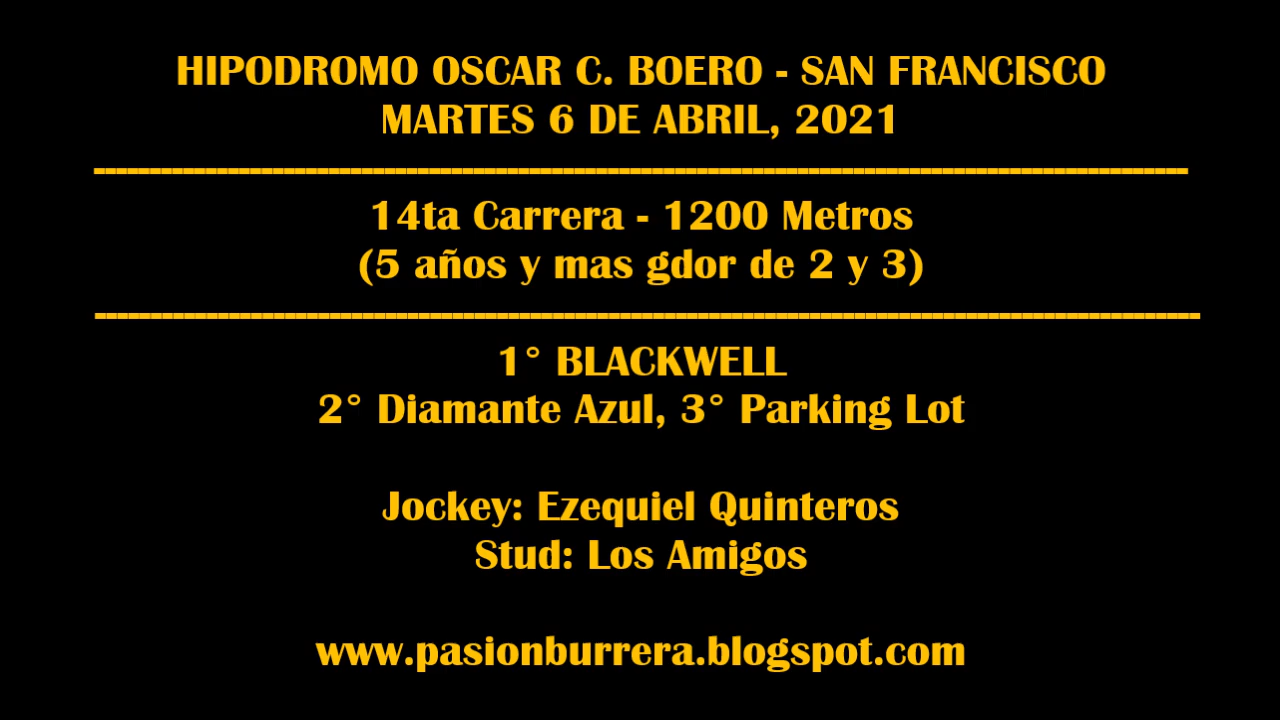 HIPODROMO OSCAR C. BOERO - SAN FRANCISCO
MARTES 6 DE ABRIL, 2021
14ta Carrera - 1200 Metros
(5 años y mas gdor de 2 y 3)
1° BLACKWELL
2° Diamante Azul, 3° Parking Lot
Jockey: Ezequiel Quinteros
Stud: Los Amigos
www.pasionburrera.blogspot.com